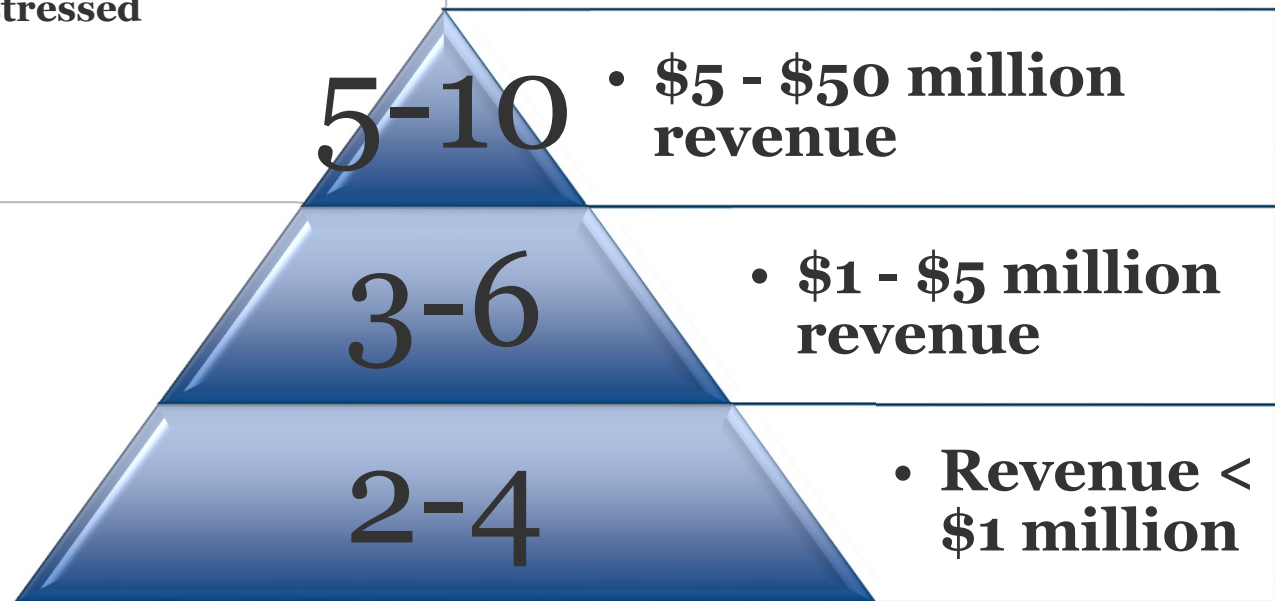 tressed
5-10
• $5 - $50 million
revenue
3-6
• $1 - $5 million
revenue
2-4
• Revenue <
$1 million